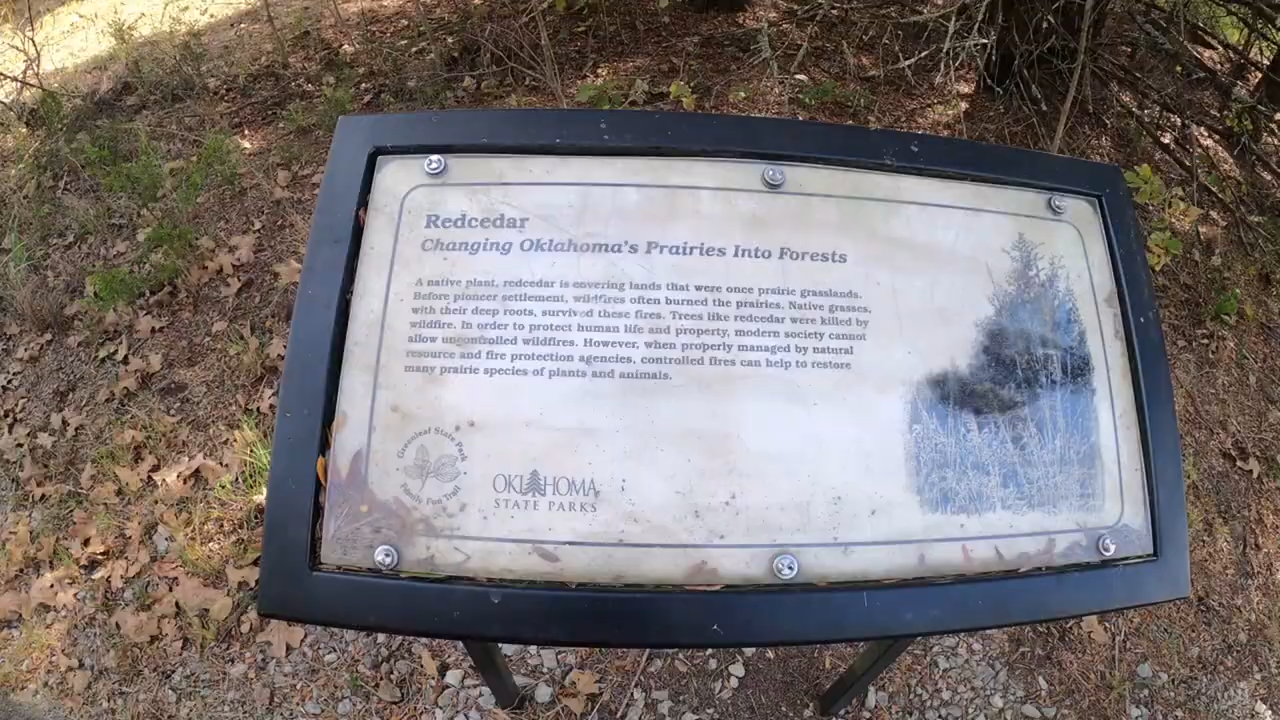 Redcedar
Changing Oklahoma's Prairies Into Forests
A native plant, redcedar is covering lands that were once prairie grasslands.
Before pioneer settlement, wildfires often burned the prairies. Native grasses,
with their deep roots, survived these fires. Trees like redcedar were killed by
wildfire. In order to protect human life and property, modern society cannot
allow uncontrolled wildfires. However, when properly managed by natural
resource and fire protection agencies, controlled fires can help to restore
many prairie species of plants and animals.
Greenleaf State Park
Family Fun Trail
OKLAHOMA
STATE PARKS